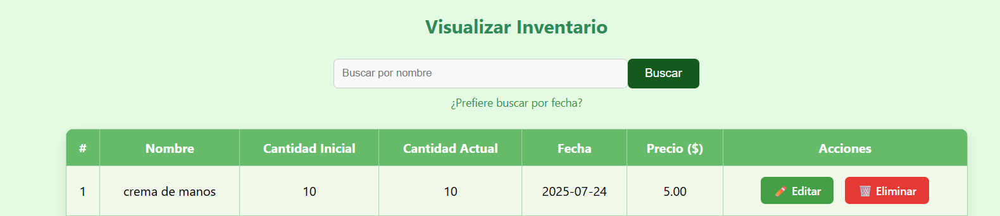 Visualizar Inventario
Buscar por nombre Buscar
¿Prefiere buscar por fecha?
# Nombre Cantidad Inicial Cantidad Actual Fecha Precio ($) Acciones
1 crema de manos 10 10 2025-07-24 5.00 Editar Eliminar